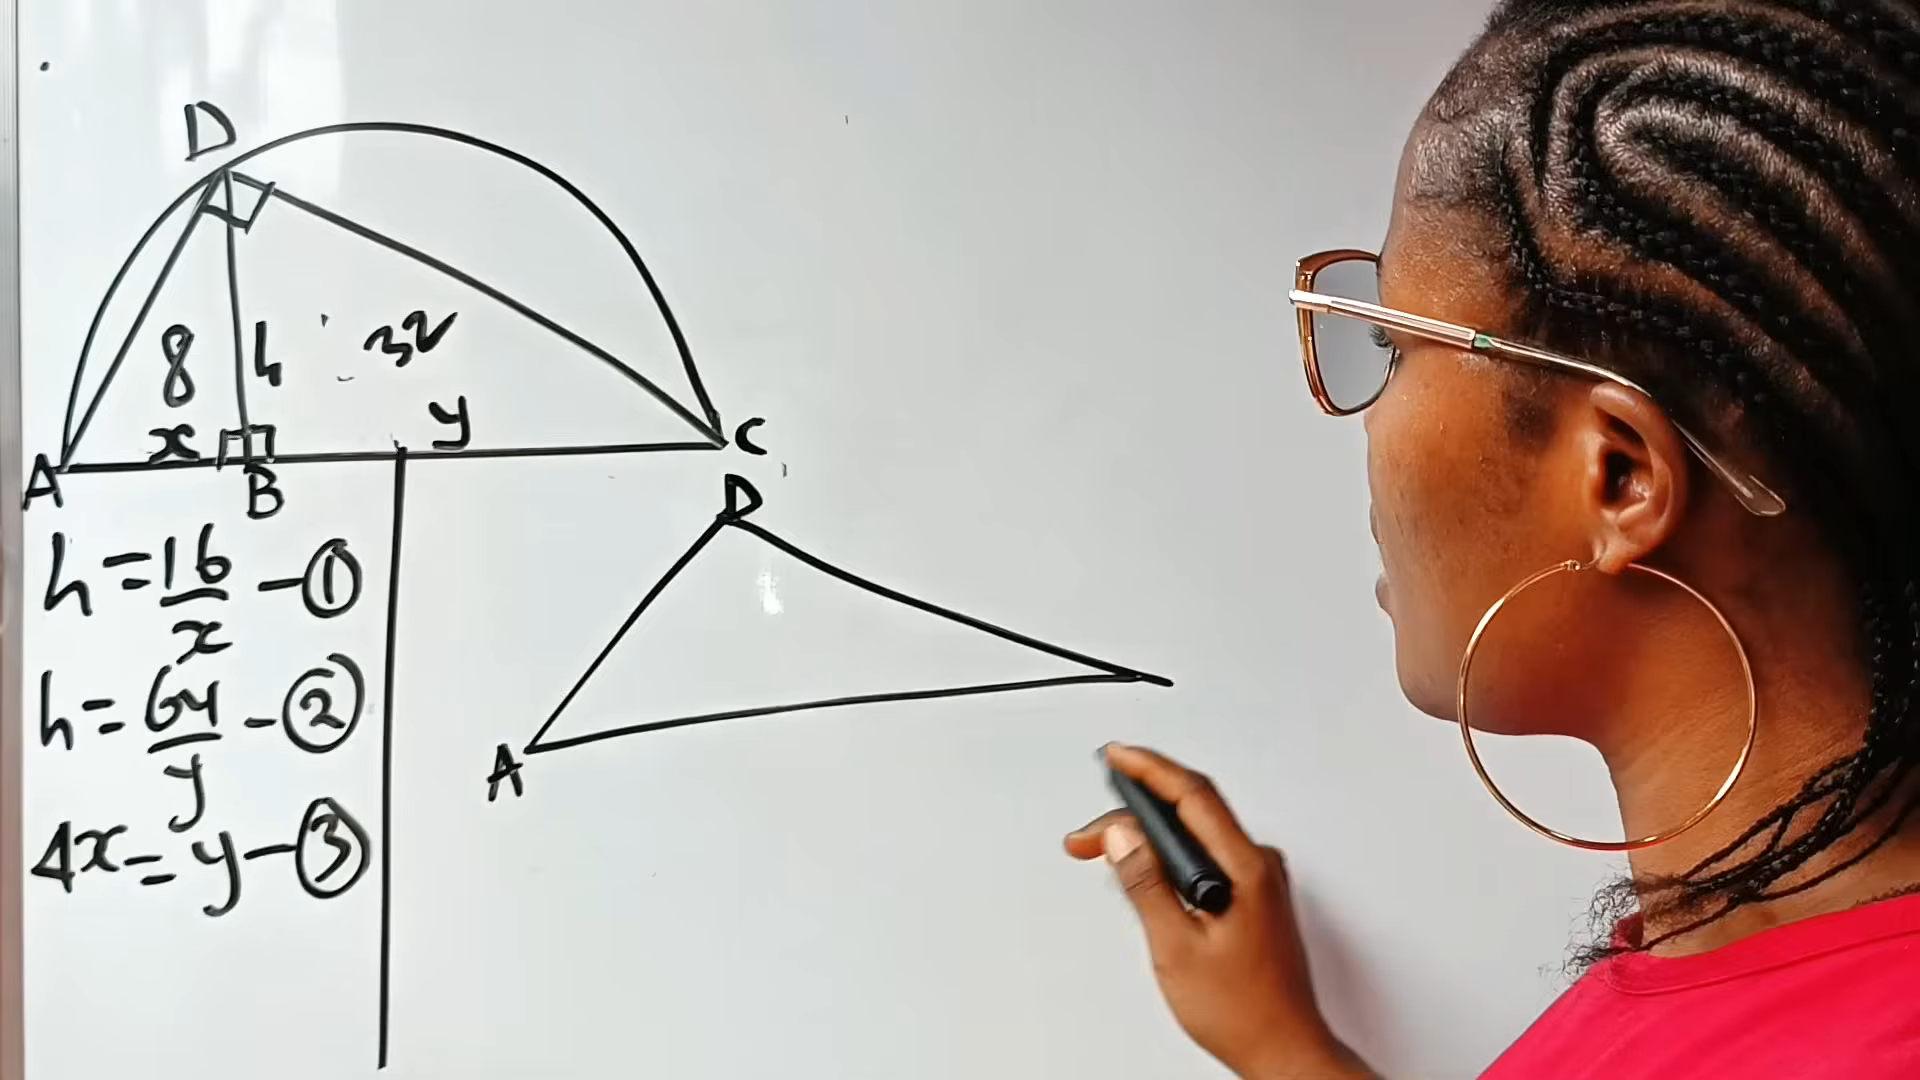 D
8 h 32
x y
A B C
h = 16/x - ①
h = 64/y - ②
4x = y - ③
D
A